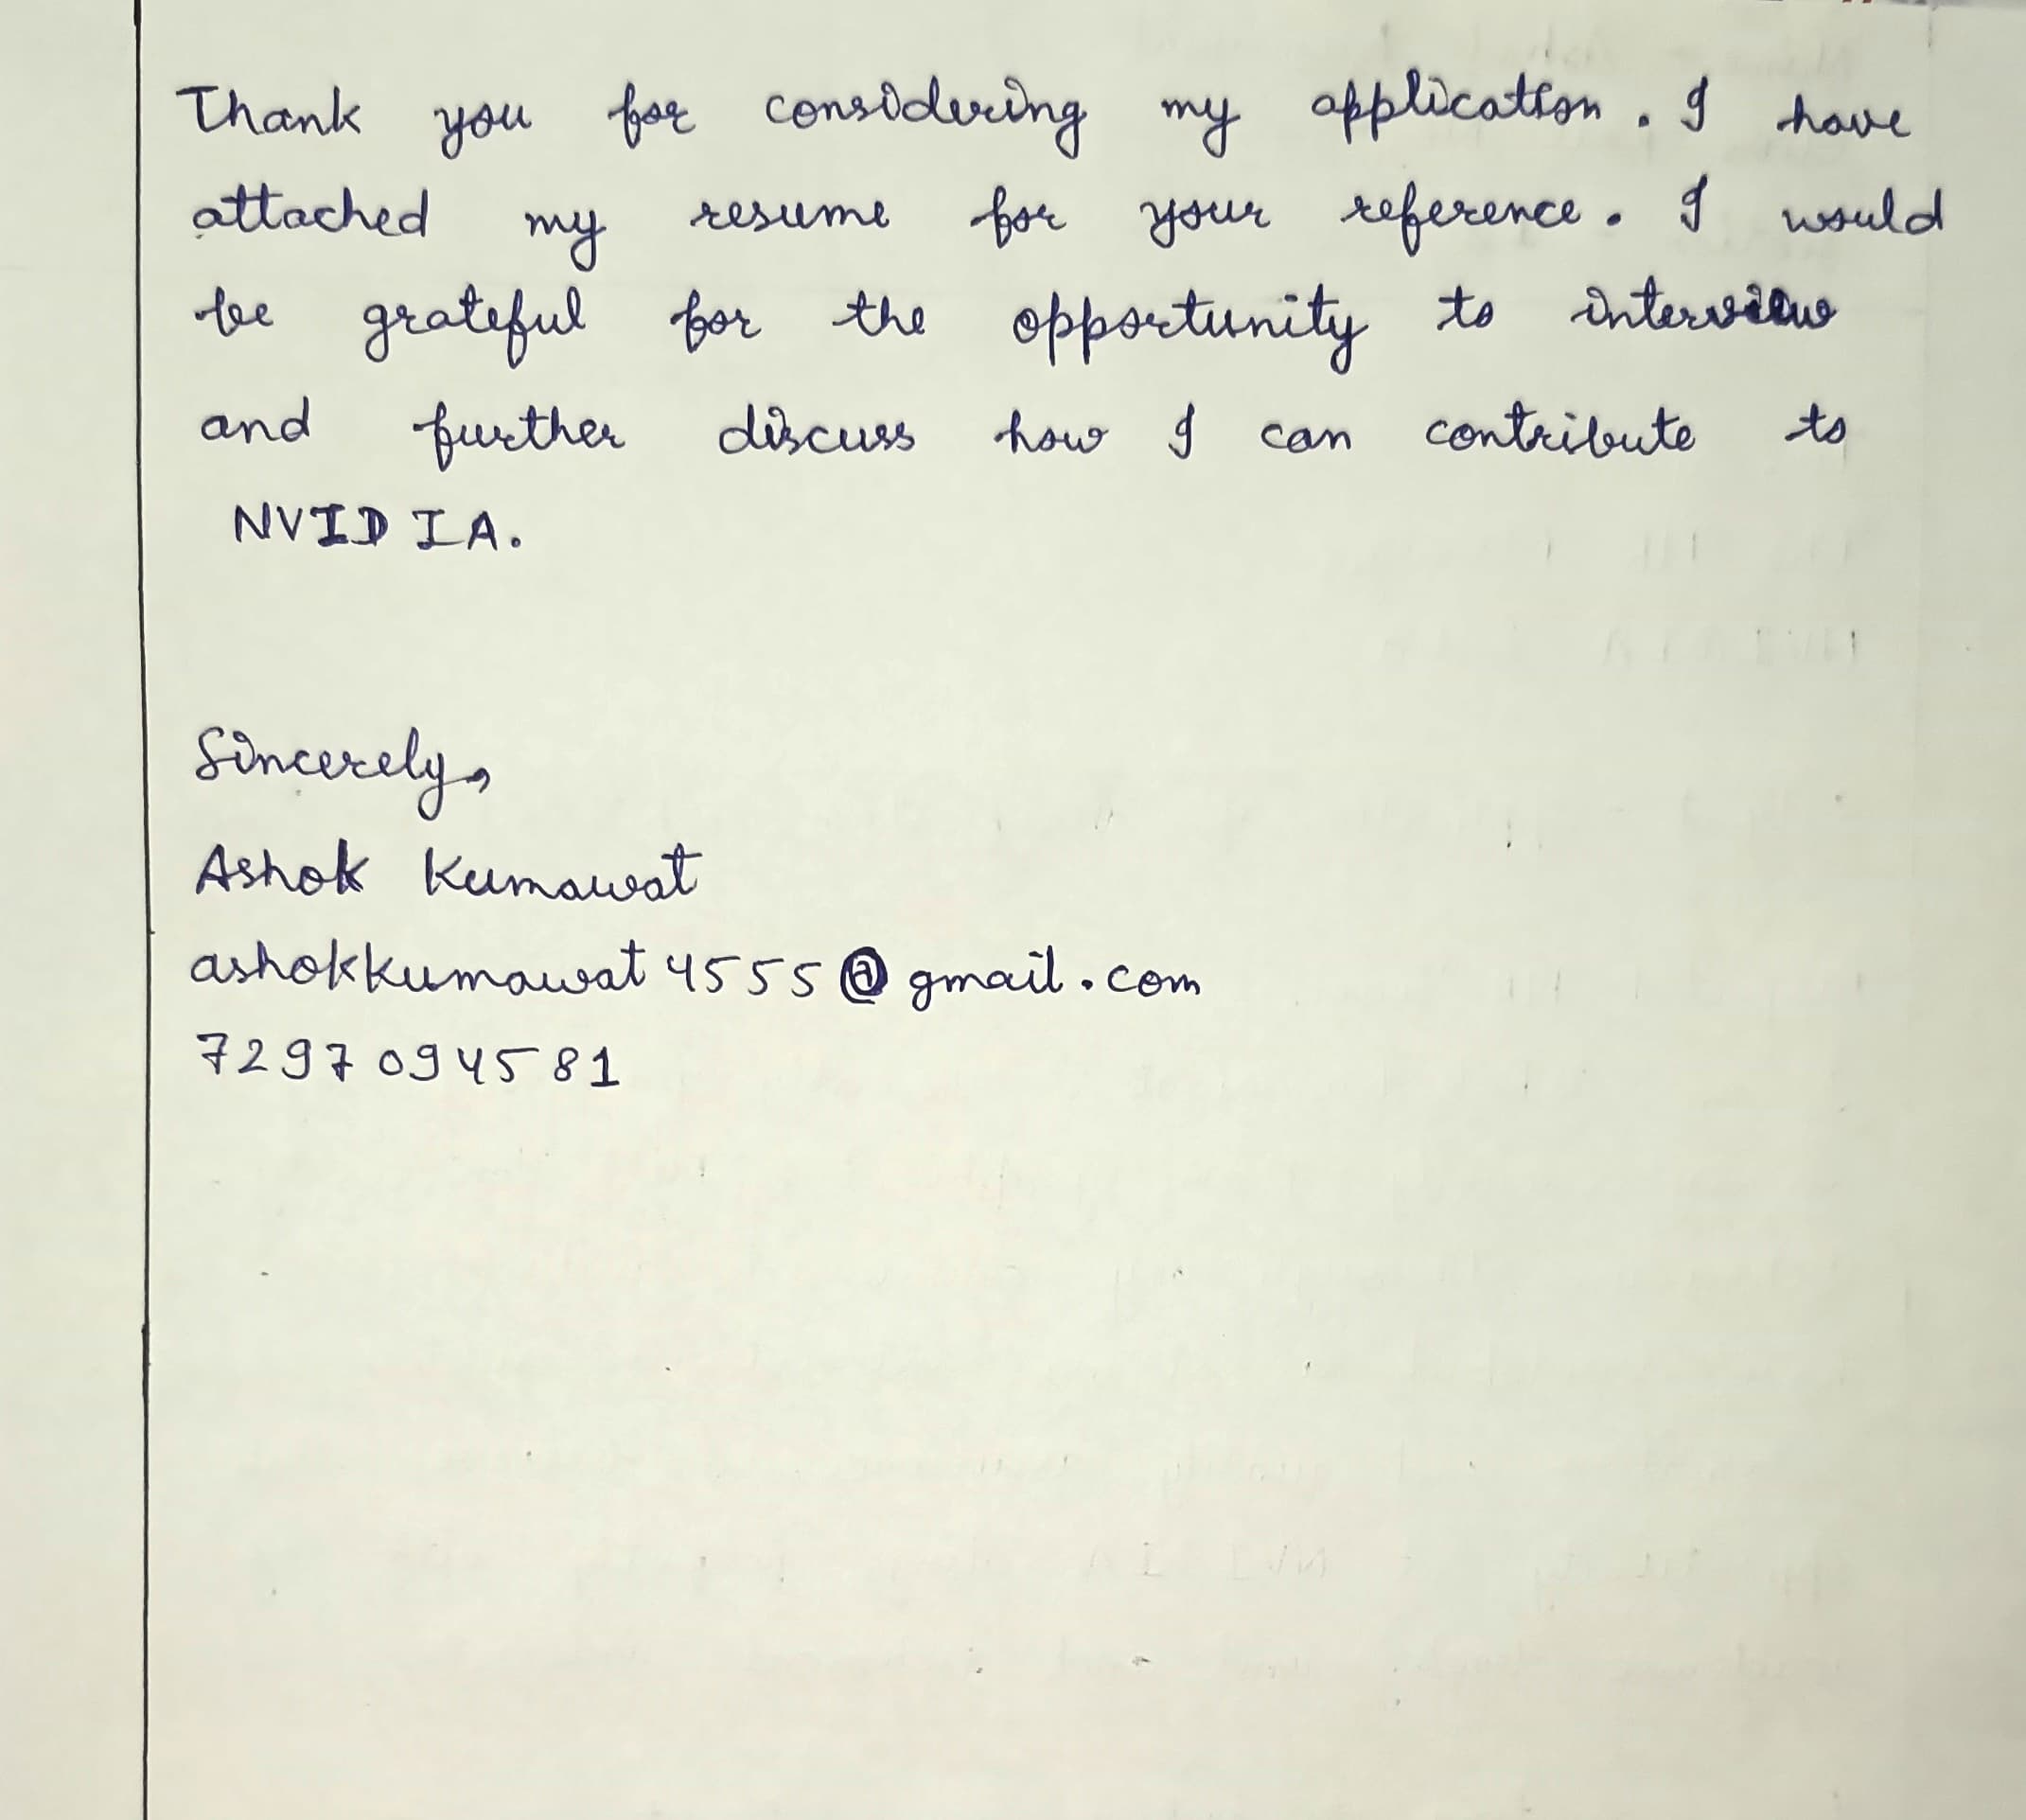 Thank you for considering my application. I have
attached my resume for your reference. I would
be grateful for the opportunity to interview
and further discuss how I can contribute to
NVIDIA.
Sincerely,
Ashok Kumawat
ashokkumawat4555@gmail.com
7297094581